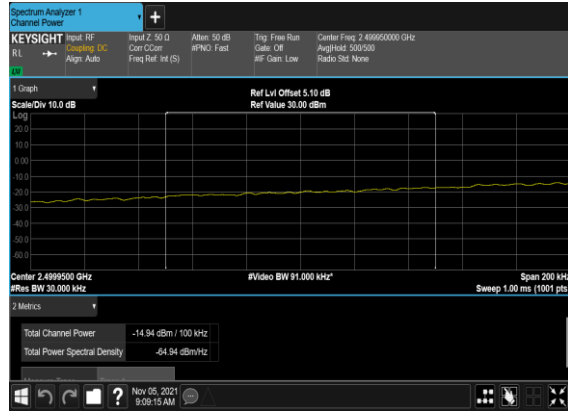 Spectrum Analyzer 1
Channel Power
+
KEYSIGHT Input: RF Input Z: 50 Ω Atten: 50 dB Trig: Free Run Center Freq: 2.499950000 GHz
RL Coupling: DC Corr CCorr #PNO: Fast Gate: Off Avg|Hold: 500/500
Align: Auto Freq Ref: Int (S) #IF Gain: Low Radio Std: None
1 Graph
Ref Lvl Offset 5.10 dB
Scale/Div 10.0 dB Ref Value 30.00 dBm
Log
20.0
10.0
0.00
-10.0
-20.0
-30.0
-40.0
-50.0
-60.0
Center 2.4999500 GHz #Video BW 91.000 kHz* Span 200 kHz
#Res BW 30.000 kHz Sweep 1.00 ms (1001 pts
2 Metrics
Total Channel Power -14.94 dBm / 100 kHz
Total Power Spectral Density -64.94 dBm/Hz
? Nov 05, 2021
9:09:15 AM